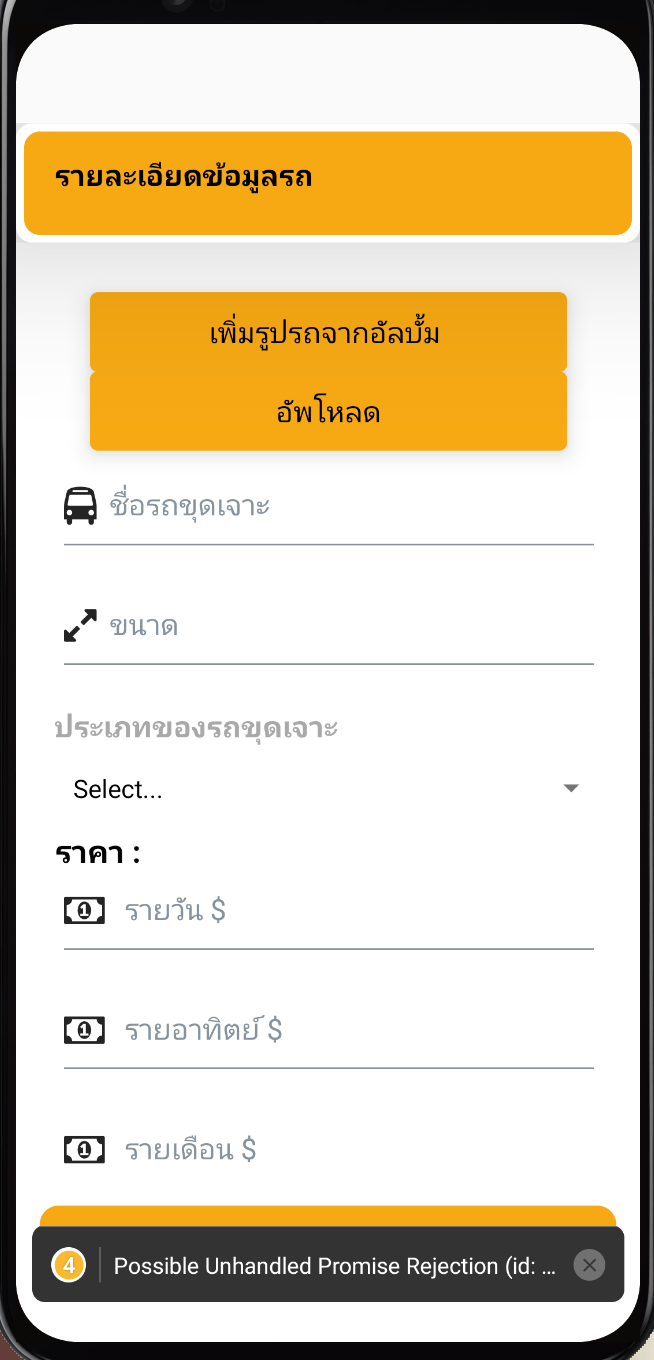 รายละเอียดข้อมูลรถ
เพิ่มรูปรถจากอัลบั้ม
อัพโหลด
ชื่อรถขุดเจาะ
ขนาด
ประเภทของรถขุดเจาะ
Select...
ราคา :
รายวัน $
รายอาทิตย์ $
รายเดือน $
4 Possible Unhandled Promise Rejection (id: ...